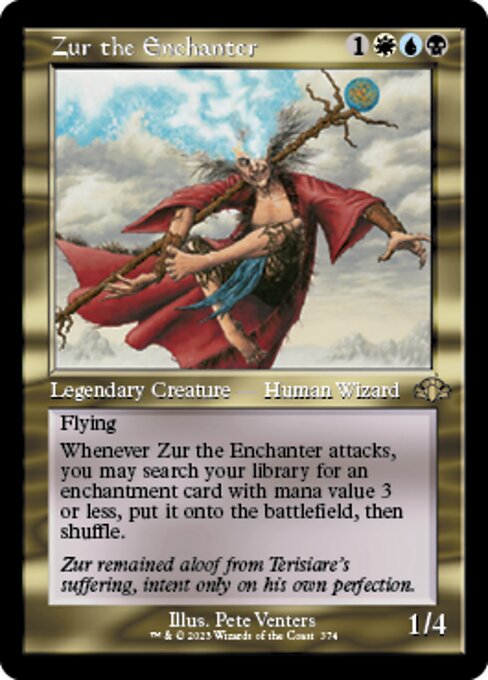 Zur the Enchanter 1
Legendary Creature Human Wizard
Flying
Whenever Zur the Enchanter attacks,
you may search your library for an
enchantment card with mana value 3
or less, put it onto the battlefield, then
shuffle.
Zur remained aloof from Terisiare's
suffering, intent only on his own perfection.
Illus. Pete Venters
™ & © 2023 Wizards of the Coast 374
1/4